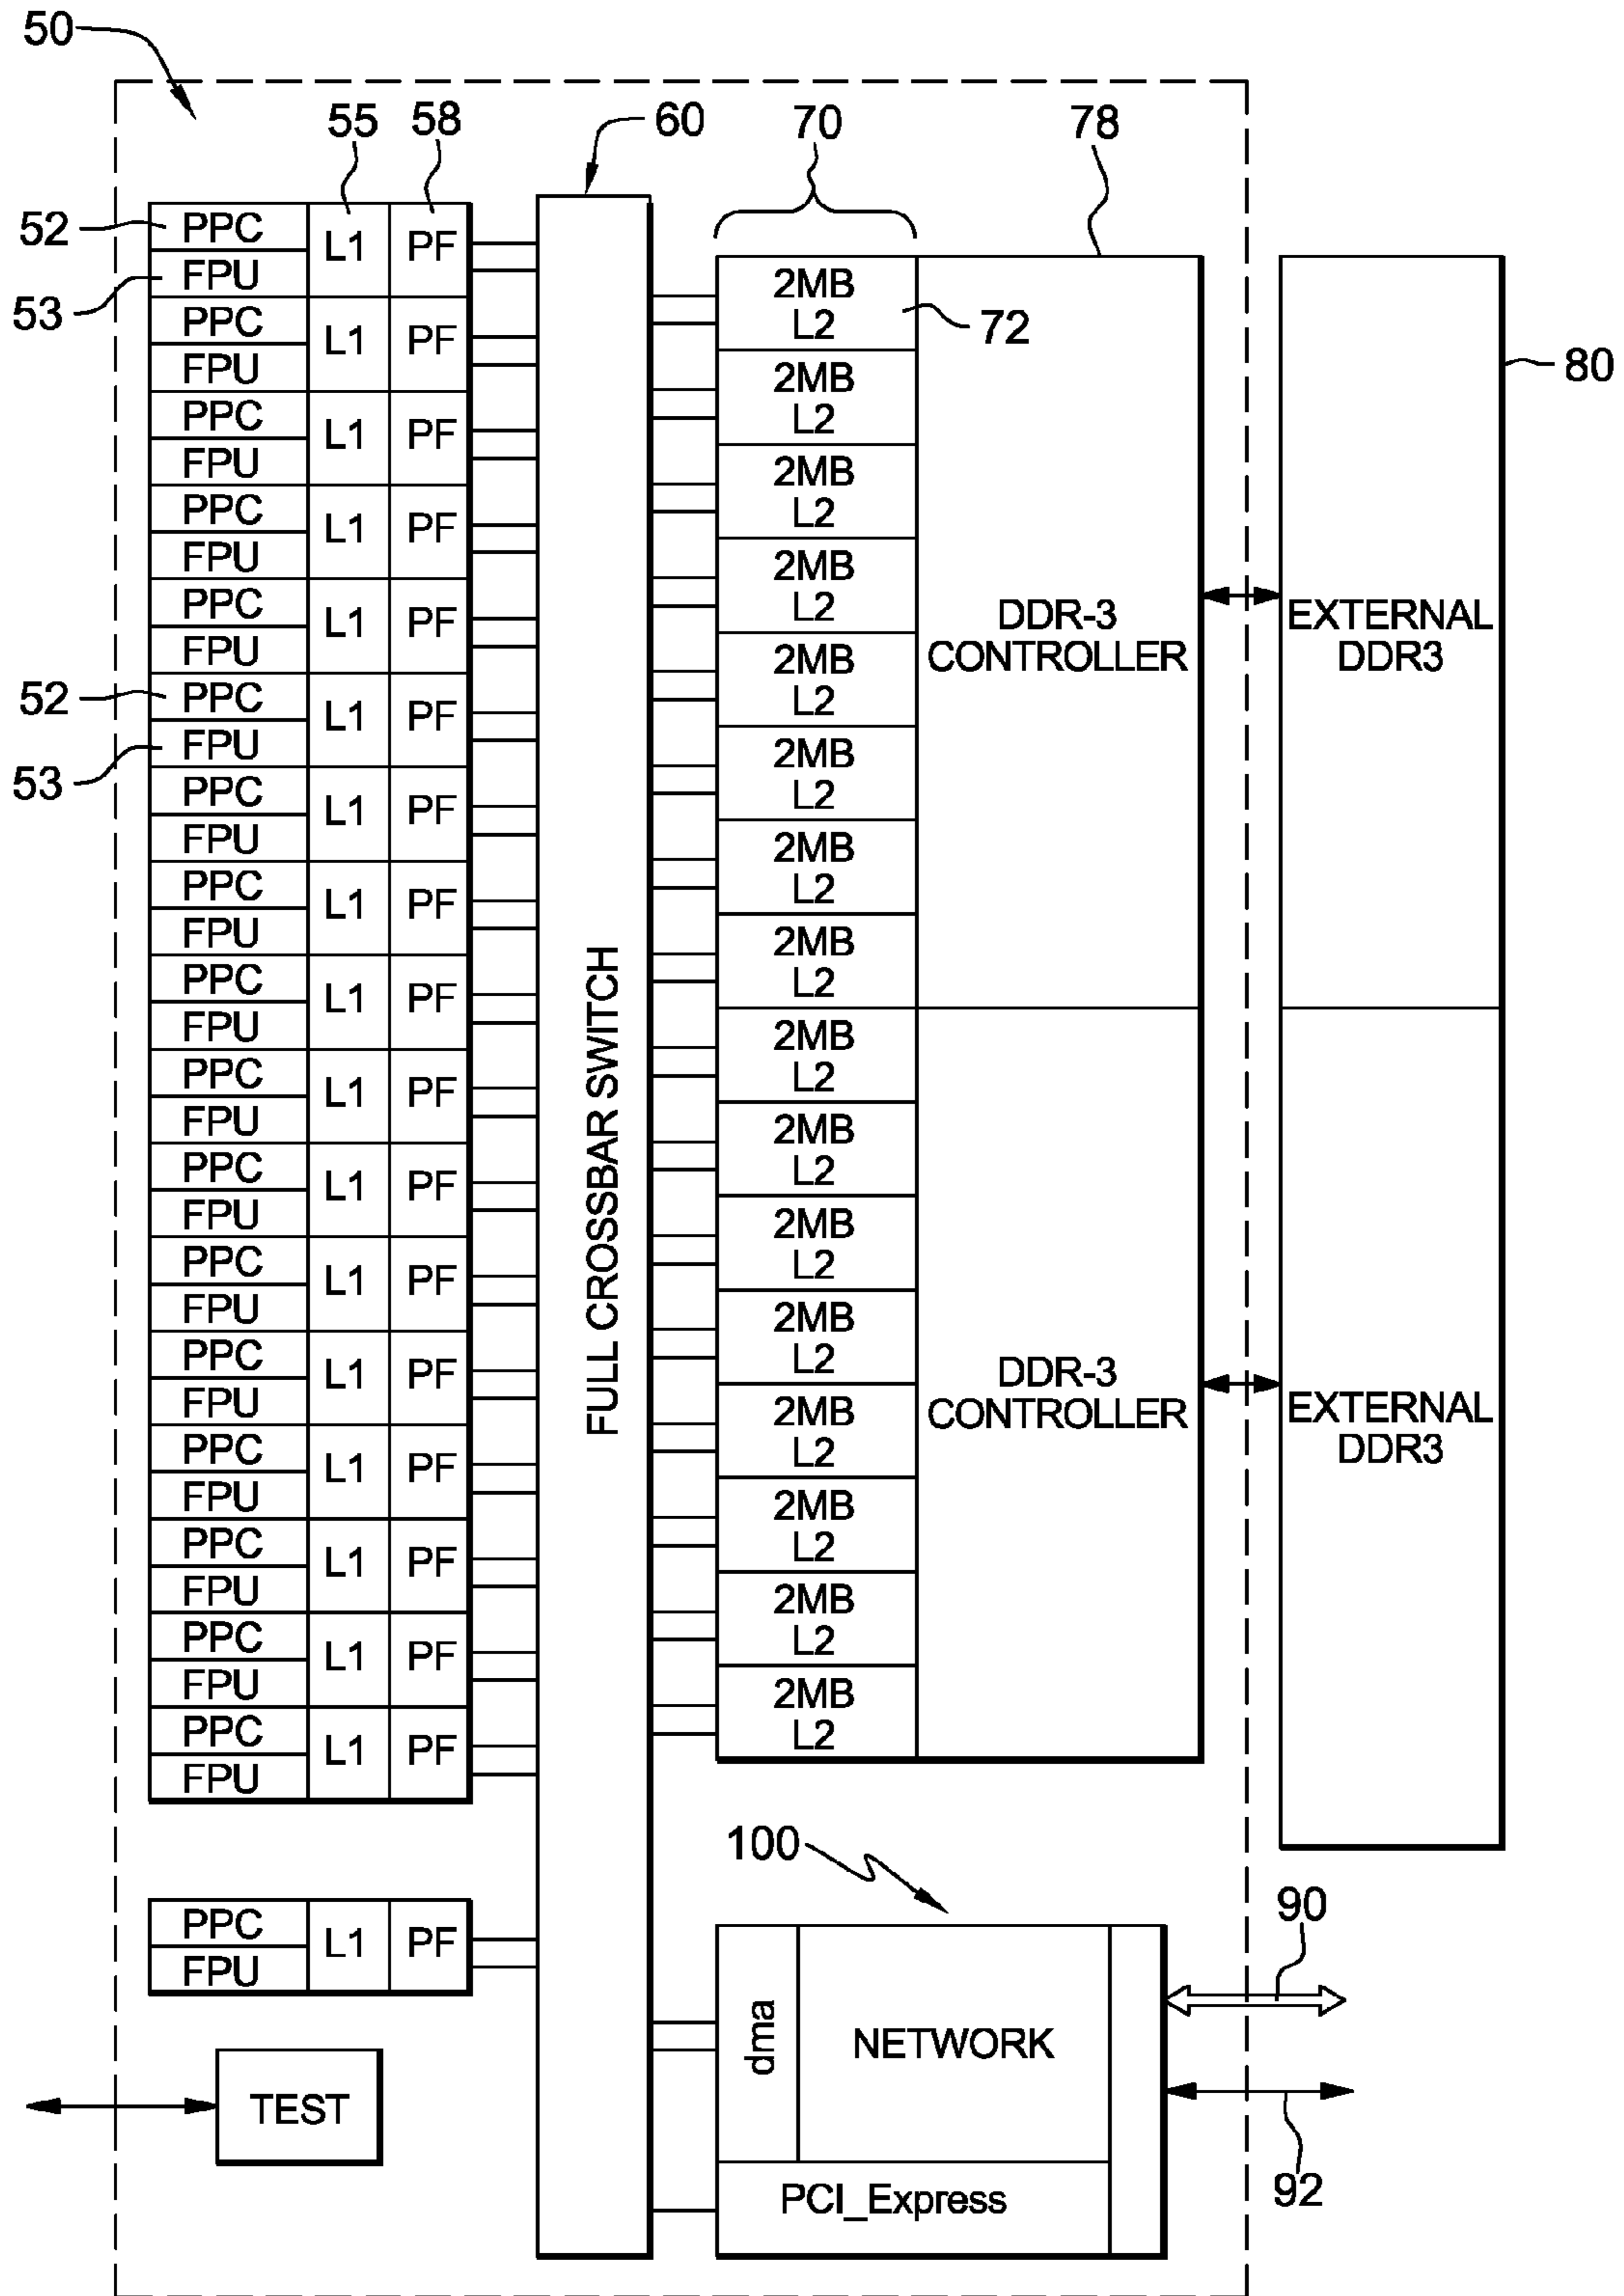 50
55
58
60
70
78
52
PPC
FPU
L1
PF
53
PPC
FPU
L1
PF
PPC
FPU
L1
PF
PPC
FPU
L1
PF
PPC
FPU
L1
PF
52
PPC
FPU
L1
PF
53
PPC
FPU
L1
PF
PPC
FPU
L1
PF
PPC
FPU
L1
PF
PPC
FPU
L1
PF
PPC
FPU
L1
PF
PPC
FPU
L1
PF
PPC
FPU
L1
PF
PPC
FPU
L1
PF
PPC
FPU
L1
PF
PPC
FPU
L1
PF
PPC
FPU
L1
PF
PPC
FPU
L1
PF
TEST
FULL CROSSBAR SWITCH
2MB
L2
72
2MB
L2
2MB
L2
2MB
L2
2MB
L2
2MB
L2
2MB
L2
2MB
L2
2MB
L2
2MB
L2
2MB
L2
2MB
L2
2MB
L2
2MB
L2
2MB
L2
2MB
L2
DDR-3
CONTROLLER
DDR-3
CONTROLLER
80
EXTERNAL
DDR3
EXTERNAL
DDR3
100
dma
NETWORK
PCI_Express
90
92